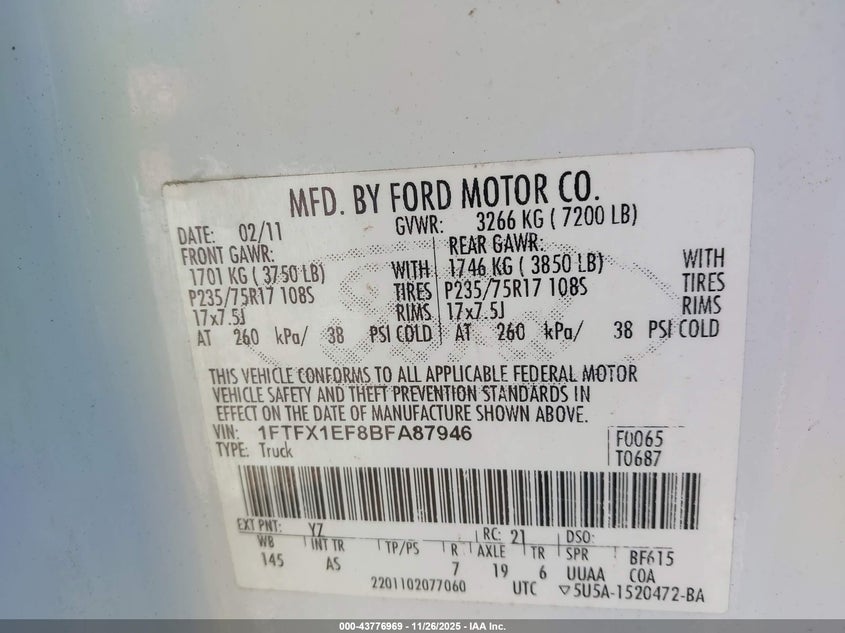 MFD. BY FORD MOTOR CO.
DATE: 02/11 GVWR: 3266 KG ( 7200 LB)
FRONT GAWR: REAR GAWR:
1701 KG ( 3750 LB) WITH 1746 KG ( 3850 LB) WITH
P235/75R17 108S TIRES P235/75R17 108S TIRES
17x7.5J RIMS 17x7.5J RIMS
AT 260 kPa/ 38 PSI COLD AT 260 kPa/ 38 PSI COLD
THIS VEHICLE CONFORMS TO ALL APPLICABLE FEDERAL MOTOR
VEHICLE SAFETY AND THEFT PREVENTION STANDARDS IN
EFFECT ON THE DATE OF MANUFACTURE SHOWN ABOVE.
VIN: 1FTFX1EF8BFA87946 F0065
TYPE: Truck T0687
EXT PNT: YZ RC: 21 DSO:
WB INT TR TP/PS R AXLE TR SPR BF615
145 AS 7 19 6 UUAA COA
2201102077060 UTC ▽5U5A-1520472-BA
000-43776969 - 11/26/2025 - IAA Inc.